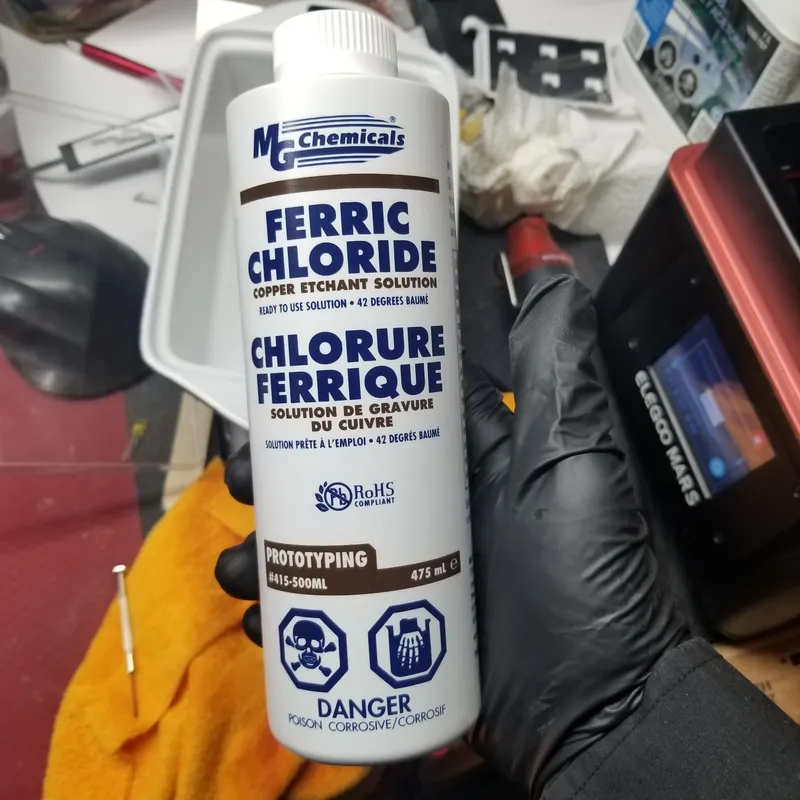 MG Chemicals®
FERRIC
CHLORIDE
COPPER ETCHANT SOLUTION
READY TO USE SOLUTION • 42 DEGREES BAUMÉ
CHLORURE
FERRIQUE
SOLUTION DE GRAVURE
DU CUIVRE
SOLUTION PRÊTE À L'EMPLOI • 42 DEGRÉS BAUMÉ
Pb RoHS
COMPLIANT
PROTOTYPING
#415-500ML 475 mL ℮
DANGER
POISON CORROSIVE/CORROSIF
ELEGOO MARS